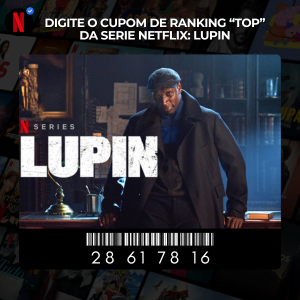 N
DIGITE O CUPOM DE RANKING “TOP”
DA SERIE NETFLIX: LUPIN
N SERIES
LUPIN
28 61 78 16